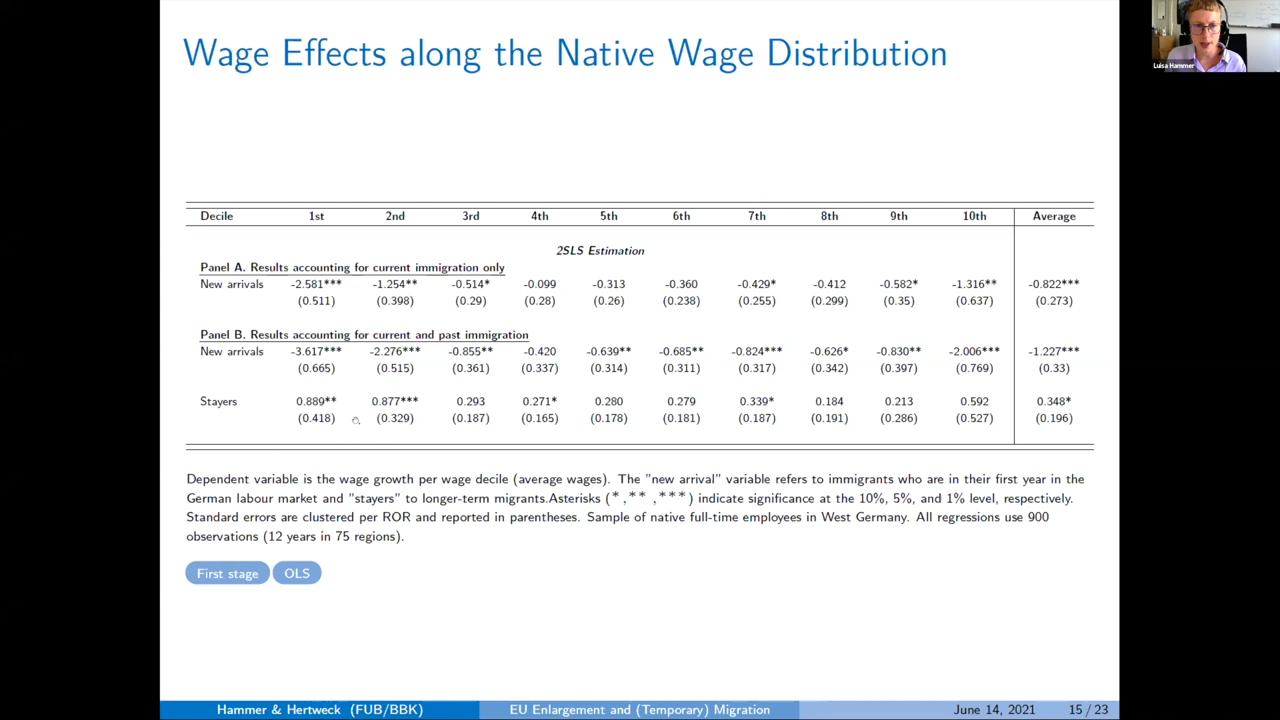 Wage Effects along the Native Wage Distribution
Luisa Hammer
Decile 1st 2nd 3rd 4th 5th 6th 7th 8th 9th 10th Average
2SLS Estimation
Panel A. Results accounting for current immigration only
New arrivals -2.581*** -1.254** -0.514* -0.099 -0.313 -0.360 -0.429* -0.412 -0.582* -1.316** -0.822***
(0.511) (0.398) (0.29) (0.28) (0.26) (0.238) (0.255) (0.299) (0.35) (0.637) (0.273)
Panel B. Results accounting for current and past immigration
New arrivals -3.617*** -2.276*** -0.855** -0.420 -0.639** -0.685** -0.824*** -0.626* -0.830** -2.006*** -1.227***
(0.665) (0.515) (0.361) (0.337) (0.314) (0.311) (0.317) (0.342) (0.397) (0.769) (0.33)
Stayers 0.889** 0.877*** 0.293 0.271* 0.280 0.279 0.339* 0.184 0.213 0.592 0.348*
(0.418) (0.329) (0.187) (0.165) (0.178) (0.181) (0.187) (0.191) (0.286) (0.527) (0.196)
Dependent variable is the wage growth per wage decile (average wages). The "new arrival" variable refers to immigrants who are in their first year in the
German labour market and "stayers" to longer-term migrants.Asterisks (*,**,***) indicate significance at the 10%, 5%, and 1% level, respectively.
Standard errors are clustered per ROR and reported in parentheses. Sample of native full-time employees in West Germany. All regressions use 900
observations (12 years in 75 regions).
First stage OLS
Hammer & Hertweck (FUB/BBK) EU Enlargement and (Temporary) Migration June 14, 2021 15 / 23